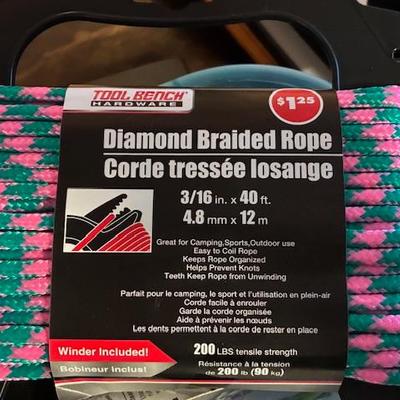 TOOL BENCH
HARDWARE
$1.25
Diamond Braided Rope
Corde tressée losange
3/16 in. x 40 ft.
4.8 mm x 12 m
Great for Camping,Sports,Outdoor use
Easy to Coil Rope
Keeps Rope Organized
Helps Prevent Knots
Teeth Keep Rope from Unwinding
Parfait pour le camping, le sport et l'utilisation en plein-air
Corde facile à enrouler
Garde la corde organisée
Aide à prévenir les nœuds
Les dents permettent à la corde de rester en place
Winder Included!
Bobineur inclus!
200 LBS tensile strength
Résistance à la tension
de 200 lb (90 kg)